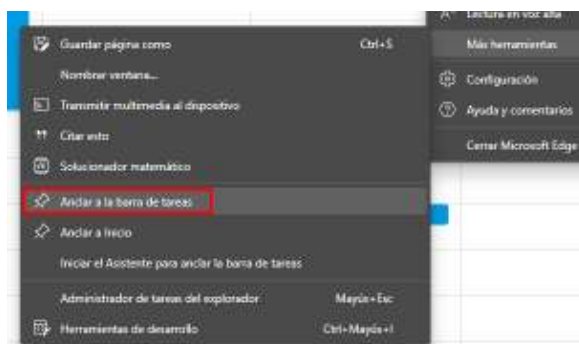 Lectura en voz alta
Más herramientas
Configuración
Ayuda y comentarios
Cerrar Microsoft Edge
Guardar página como Ctrl+S
Nombrar ventana...
Transmitir multimedia al dispositivo
Citar esto
Solucionador matemático
Anclar a la barra de tareas
Anclar a Inicio
Iniciar el Asistente para anclar la barra de tareas
Administrador de tareas del explorador Mayús+Esc
Herramientas de desarrollo Ctrl+Mayús+I